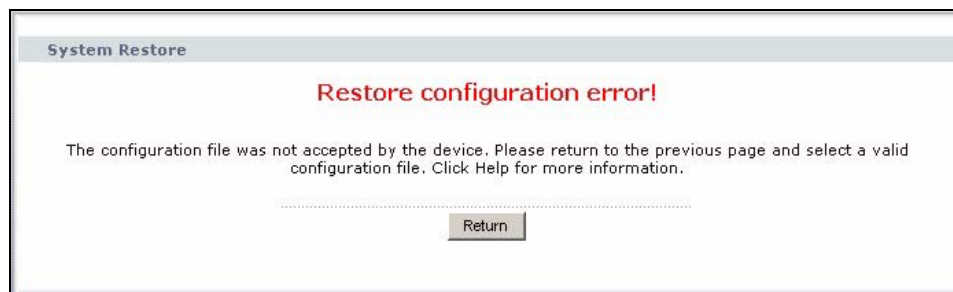 System Restore
Restore configuration error!
The configuration file was not accepted by the device. Please return to the previous page and select a valid
configuration file. Click Help for more information.
Return